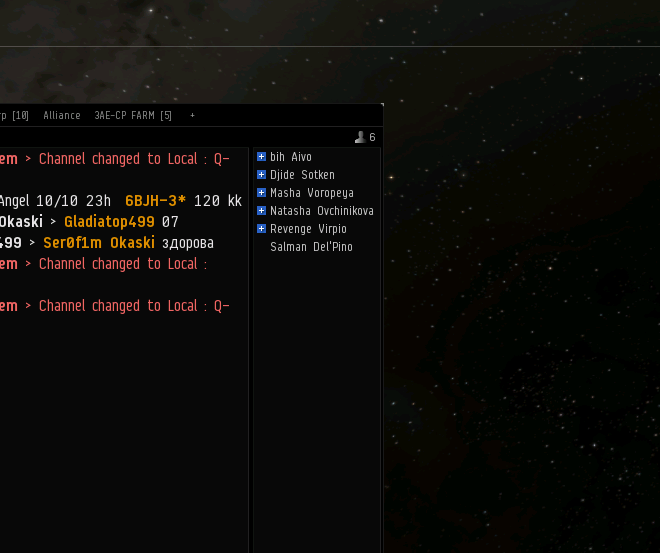 rp [10] Alliance 3AE-CP FARM [5] +
6
em > Channel changed to Local : Q-
Angel 10/10 23h 6BJH-3* 120 kk
Okaski > Gladiatop499 07
499 > Ser0f1m Okaski здорова
em > Channel changed to Local :
em > Channel changed to Local : Q-
bih Aivo
Djide Sotken
Masha Voropeya
Natasha Ovchinikova
Revenge Virpio
Salman Del'Pino